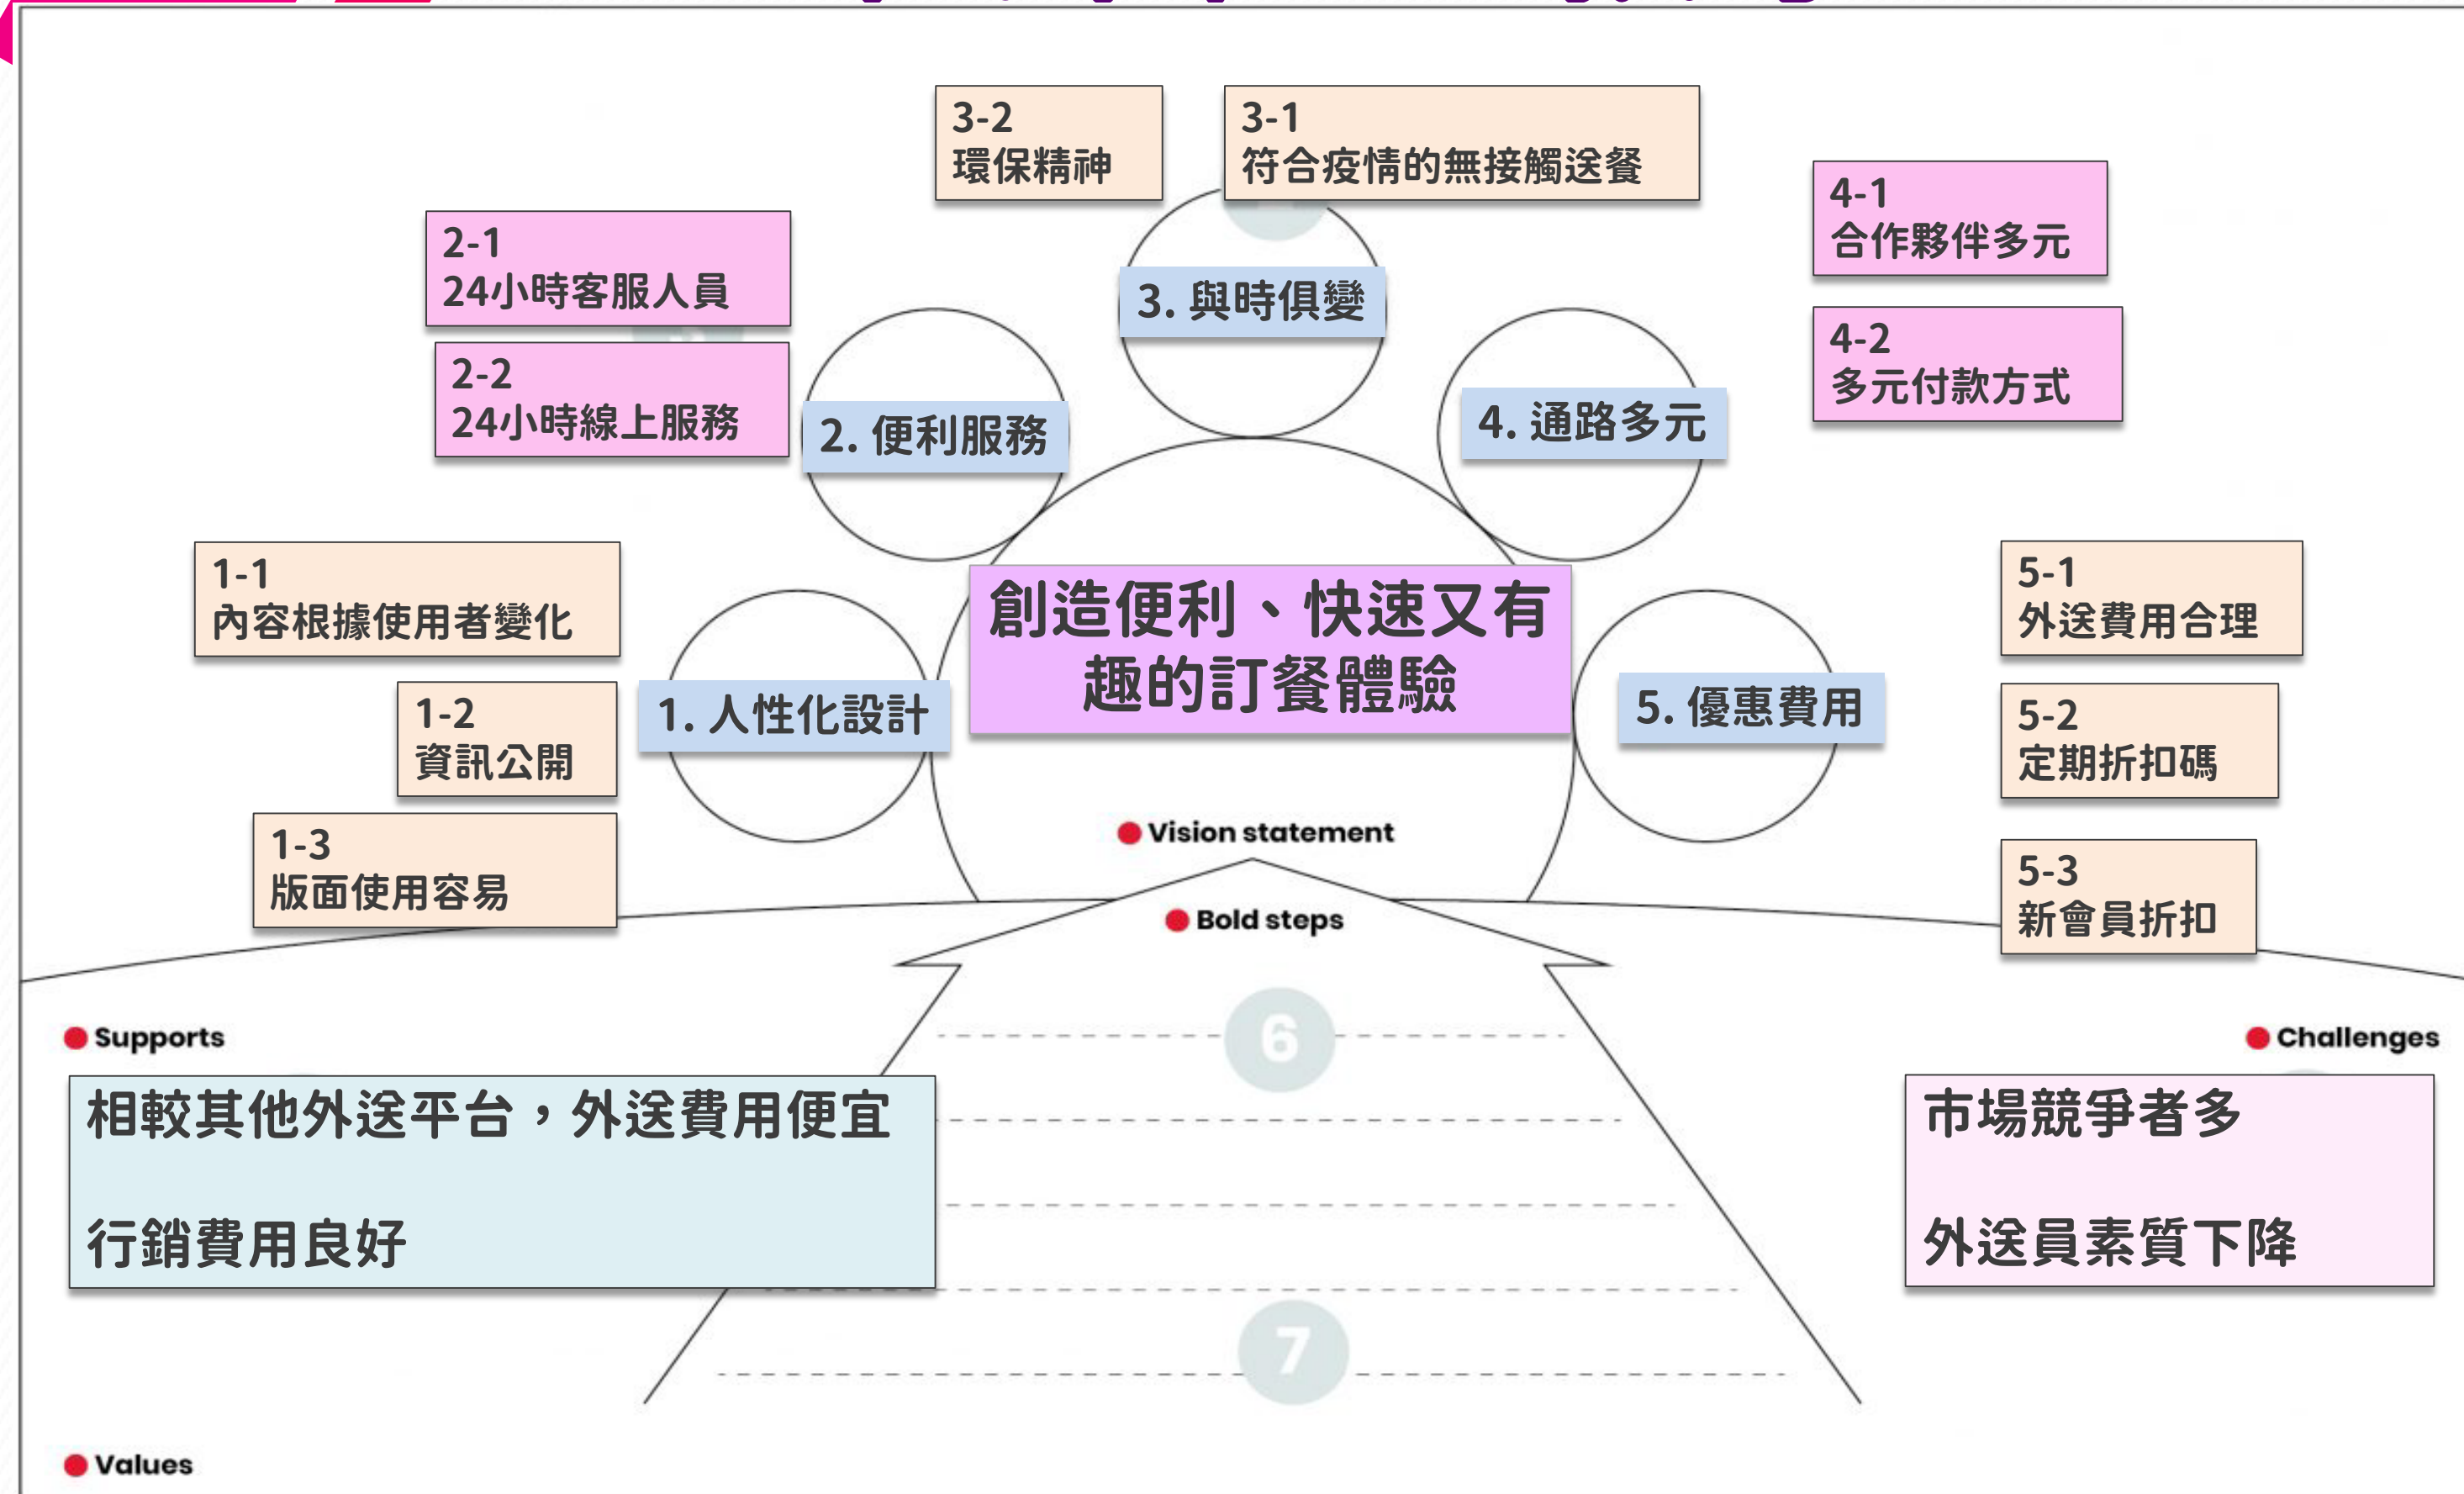 3-2
環保精神
3-1
符合疫情的無接觸送餐
4-1
合作夥伴多元
4-2
多元付款方式
2-1
24小時客服人員
2-2
24小時線上服務
3. 與時俱變
2. 便利服務
4. 通路多元
1-1
內容根據使用者變化
1-2
資訊公開
1-3
版面使用容易
1. 人性化設計
創造便利、快速又有
趣的訂餐體驗
5. 優惠費用
5-1
外送費用合理
5-2
定期折扣碼
5-3
新會員折扣
Vision statement
Bold steps
6
7
Supports
相較其他外送平台，外送費用便宜
行銷費用良好
Challenges
市場競爭者多
外送員素質下降
Values